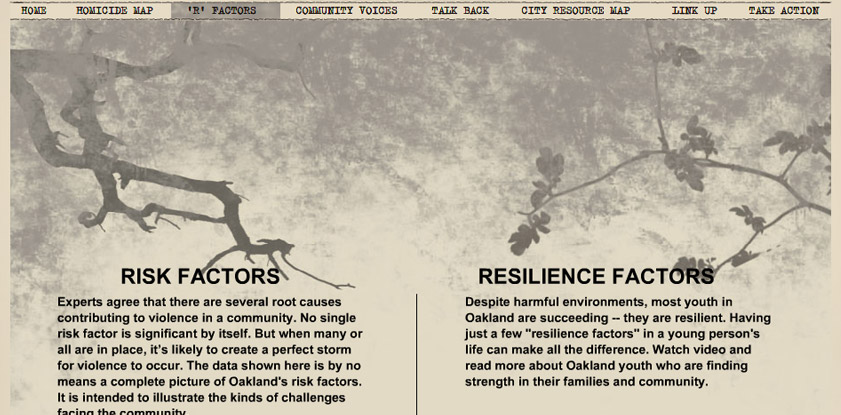 HOME HOMICIDE MAP 'R' FACTORS COMMUNITY VOICES TALK BACK CITY RESOURCE MAP LINK UP TAKE ACTION
RISK FACTORS
Experts agree that there are several root causes
contributing to violence in a community. No single
risk factor is significant by itself. But when many or
all are in place, it's likely to create a perfect storm
for violence to occur. The data shown here is by no
means a complete picture of Oakland's risk factors.
It is intended to illustrate the kinds of challenges
facing the community.
RESILIENCE FACTORS
Despite harmful environments, most youth in
Oakland are succeeding -- they are resilient. Having
just a few "resilience factors" in a young person's
life can make all the difference. Watch video and
read more about Oakland youth who are finding
strength in their families and community.